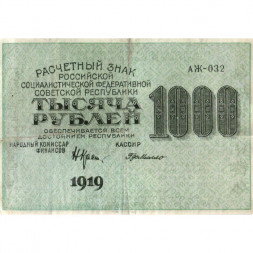 РАСЧЕТНЫЙ ЗНАК
РОССИЙСКОЙ
СОЦИАЛИСТИЧЕСКОЙ ФЕДЕРАТИВНОЙ
СОВЕТСКОЙ РЕСПУБЛИКИ
АЖ-032
ТЫСЯЧА
РУБЛЕЙ
1000
ОБЕСПЕЧИВАЕТСЯ ВСЕМ
ДОСТОЯНИЕМ РЕСПУБЛИКИ
НАРОДНЫЙ КОМИССАР
ФИНАНСОВ
КАССИР
1919